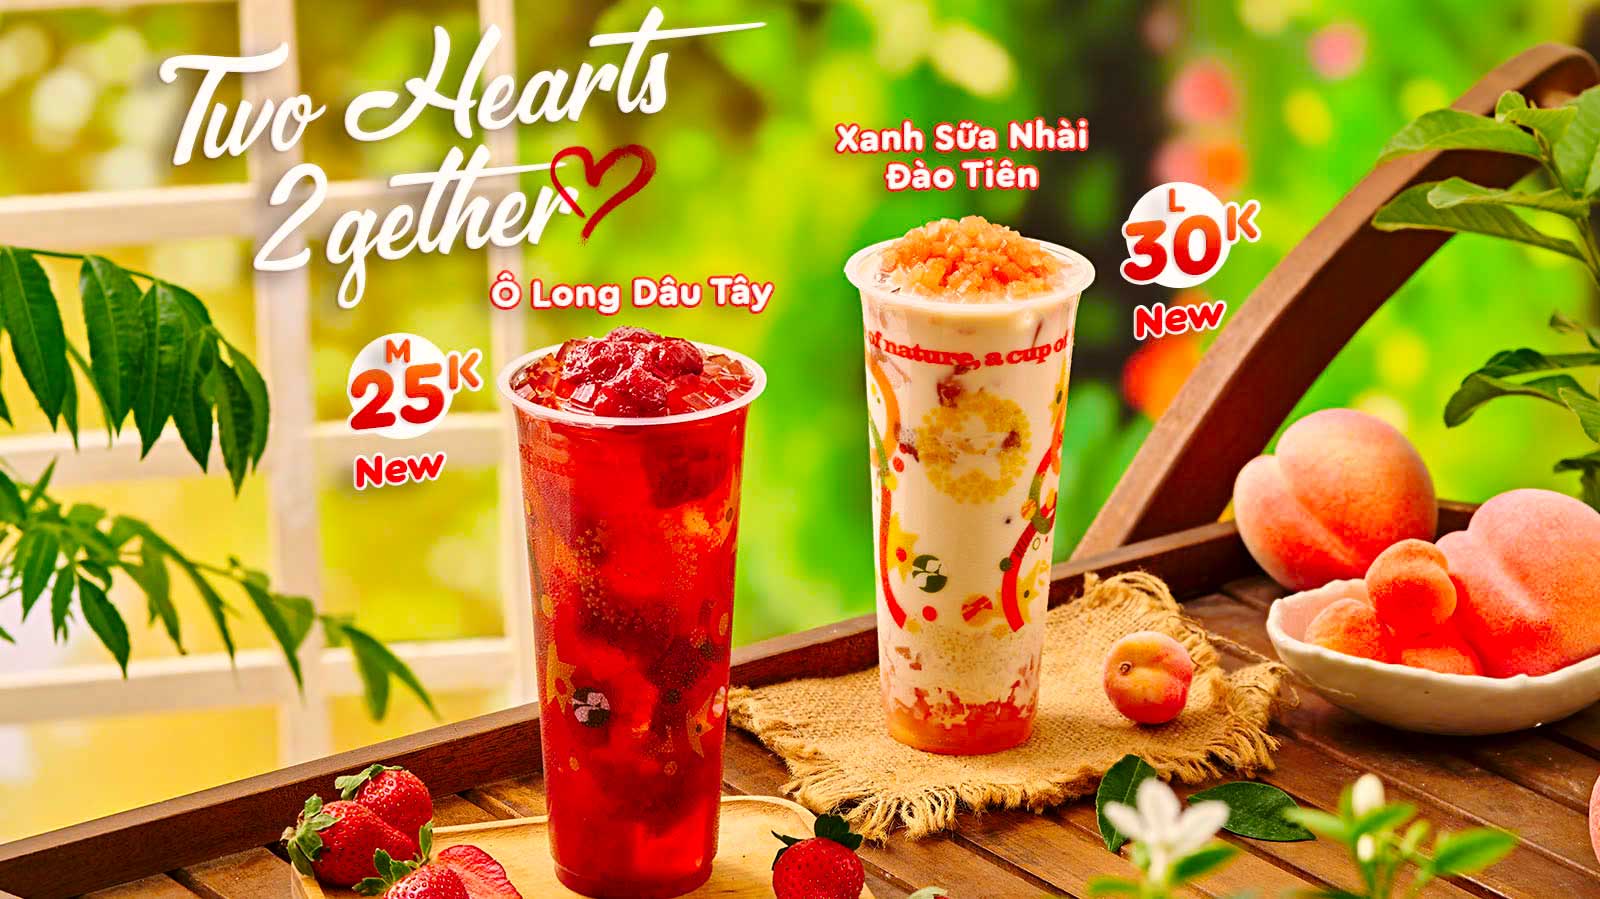 Two Hearts
2gether
Ô Long Dâu Tây
M
25K
New
Xanh Sữa Nhài
Đào Tiên
L
30K
New
of nature, a cup of